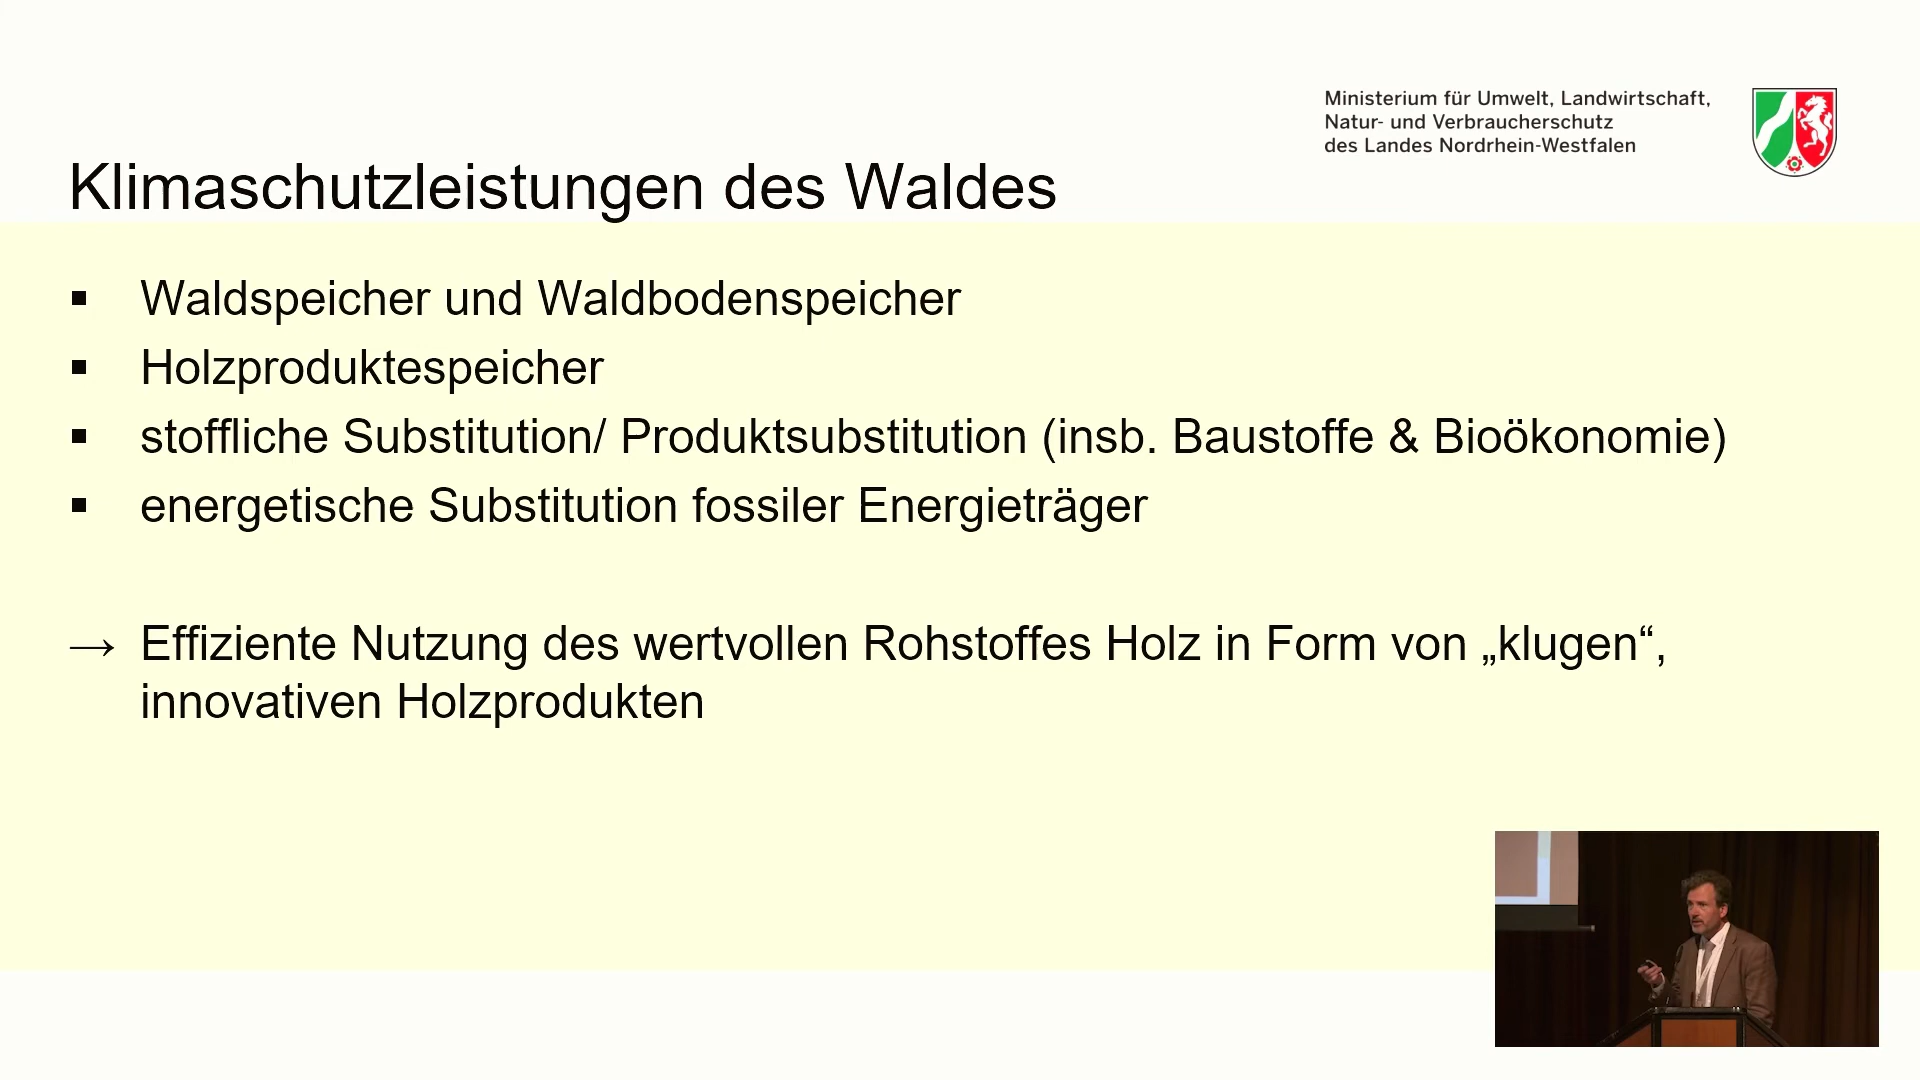 Ministerium für Umwelt, Landwirtschaft,
Natur- und Verbraucherschutz
des Landes Nordrhein-Westfalen
Klimaschutzleistungen des Waldes
▪ Waldspeicher und Waldbodenspeicher
▪ Holzproduktespeicher
▪ stoffliche Substitution/ Produktsubstitution (insb. Baustoffe & Bioökonomie)
▪ energetische Substitution fossiler Energieträger
→ Effiziente Nutzung des wertvollen Rohstoffes Holz in Form von „klugen“,
innovativen Holzprodukten